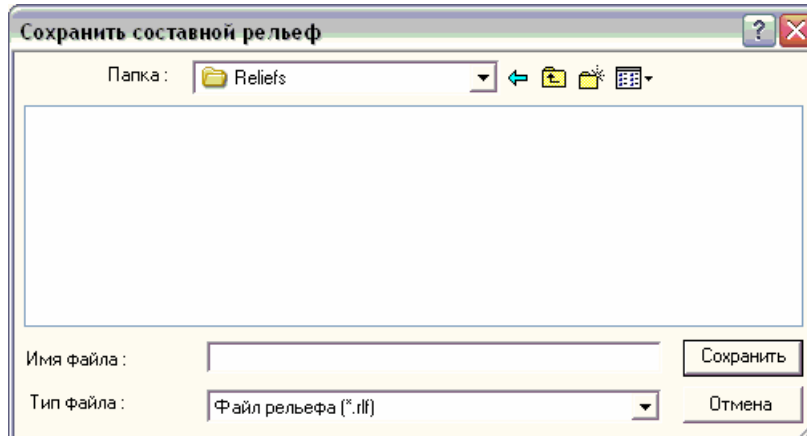 Сохранить составной рельеф
Папка : Reliefs
Имя файла : Сохранить
Тип файла : Файл рельефа (*.rlf) Отмена